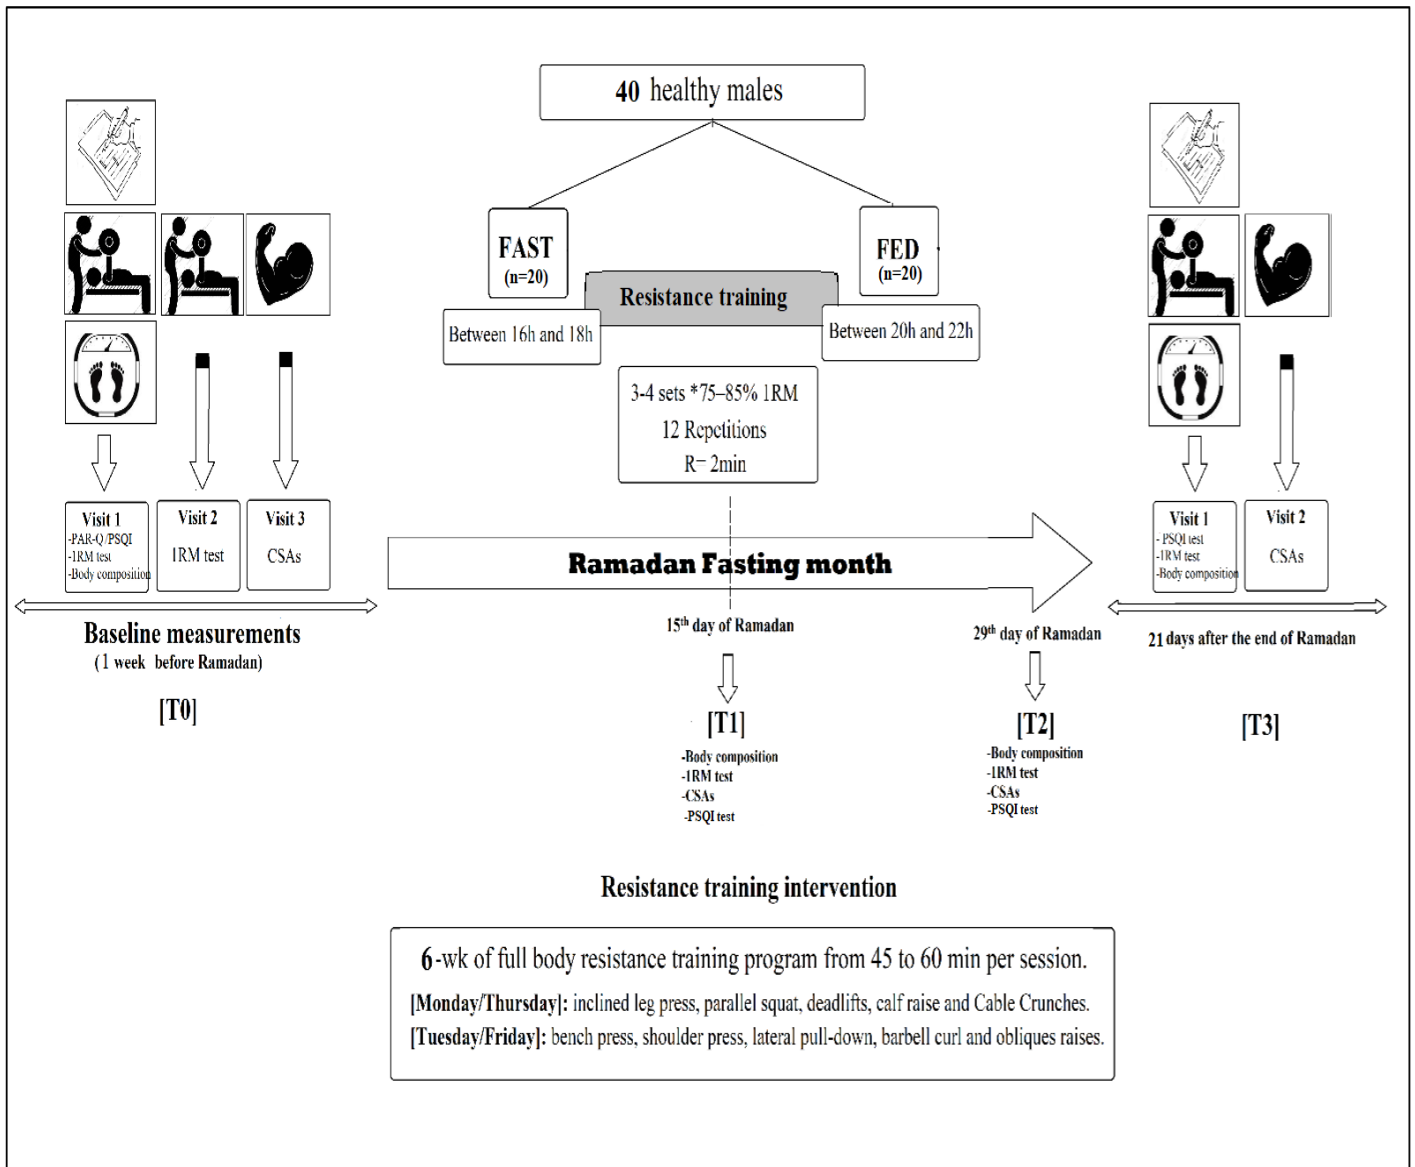 40 healthy males
FAST
(n=20)
FED
(n=20)
Resistance training
Between 16h and 18h
Between 20h and 22h
3-4 sets *75–85% 1RM
12 Repetitions
R= 2min
Visit 1
-PAR-Q/PSQI
-1RM test
-Body composition
Visit 2
1RM test
Visit 3
CSAs
Ramadan Fasting month
Visit 1
- PSQI test
-1RM test
-Body composition
Visit 2
CSAs
Baseline measurements
(1 week before Ramadan)
[T0]
15th day of Ramadan
29th day of Ramadan
21 days after the end of Ramadan
[T1]
-Body composition
-1RM test
-CSAs
-PSQI test
[T2]
-Body composition
-1RM test
-CSAs
-PSQI test
[T3]
Resistance training intervention
6-wk of full body resistance training program from 45 to 60 min per session.
[Monday/Thursday]: inclined leg press, parallel squat, deadlifts, calf raise and Cable Crunches.
[Tuesday/Friday]: bench press, shoulder press, lateral pull-down, barbell curl and obliques raises.